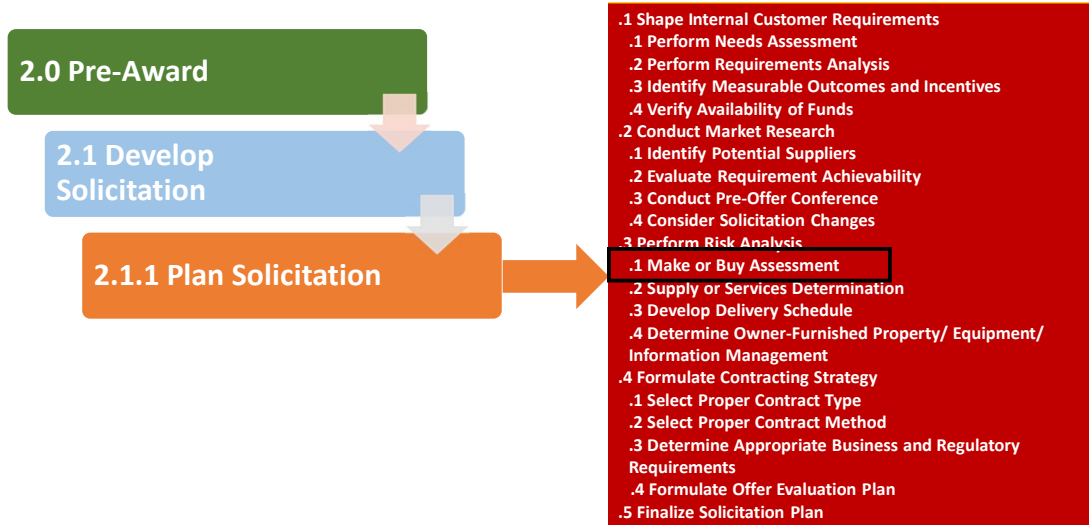 2.0 Pre-Award
2.1 Develop
Solicitation
2.1.1 Plan Solicitation
.1 Shape Internal Customer Requirements
.1 Perform Needs Assessment
.2 Perform Requirements Analysis
.3 Identify Measurable Outcomes and Incentives
.4 Verify Availability of Funds
.2 Conduct Market Research
.1 Identify Potential Suppliers
.2 Evaluate Requirement Achievability
.3 Conduct Pre-Offer Conference
.4 Consider Solicitation Changes
.3 Perform Risk Analysis
.1 Make or Buy Assessment
.2 Supply or Services Determination
.3 Develop Delivery Schedule
.4 Determine Owner-Furnished Property/ Equipment/
Information Management
.4 Formulate Contracting Strategy
.1 Select Proper Contract Type
.2 Select Proper Contract Method
.3 Determine Appropriate Business and Regulatory
Requirements
.4 Formulate Offer Evaluation Plan
.5 Finalize Solicitation Plan